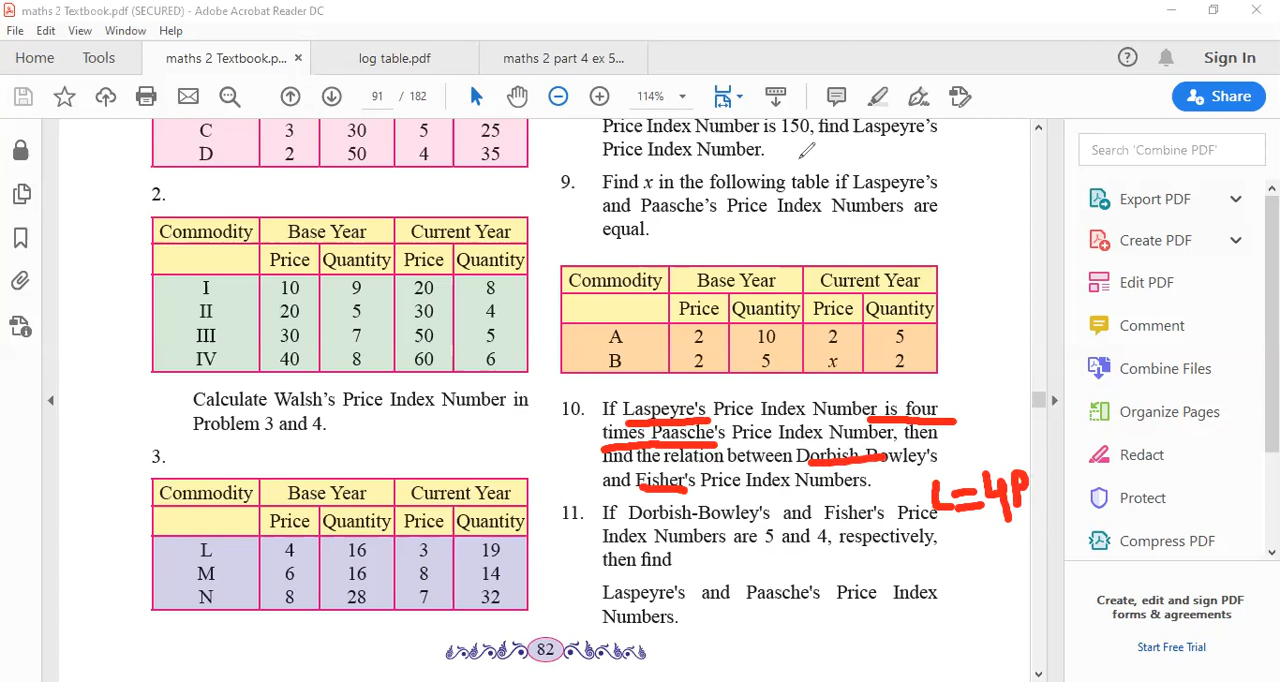 maths 2 Textbook.pdf (SECURED) - Adobe Acrobat Reader DC
File Edit View Window Help
Home Tools maths 2 Textbook.p... × log table.pdf maths 2 part 4 ex 5... ? Sign In
91 / 182 114% Share
C 3 30 5 25
D 2 50 4 35
2.
Commodity Base Year Current Year
Price Quantity Price Quantity
I 10 9 20 8
II 20 5 30 4
III 30 7 50 5
IV 40 8 60 6
Calculate Walsh's Price Index Number in
Problem 3 and 4.
3.
Commodity Base Year Current Year
Price Quantity Price Quantity
L 4 16 3 19
M 6 16 8 14
N 8 28 7 32
Price Index Number is 150, find Laspeyre's
Price Index Number.
9. Find x in the following table if Laspeyre's
and Paasche's Price Index Numbers are
equal.
Commodity Base Year Current Year
Price Quantity Price Quantity
A 2 10 2 5
B 2 5 x 2
10. If Laspeyre's Price Index Number is four
times Paasche's Price Index Number, then
find the relation between Dorbish-Bowley's
and Fisher's Price Index Numbers.
L=4P
11. If Dorbish-Bowley's and Fisher's Price
Index Numbers are 5 and 4, respectively,
then find
Laspeyre's and Paasche's Price Index
Numbers.
82
Search 'Combine PDF'
Export PDF
Create PDF
Edit PDF
Comment
Combine Files
Organize Pages
Redact
Protect
Compress PDF
Create, edit and sign PDF
forms & agreements
Start Free Trial